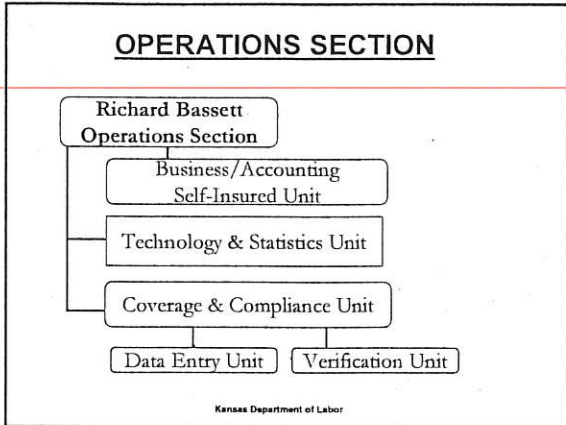 OPERATIONS SECTION
Richard Bassett
Operations Section
Business/Accounting
Self-Insured Unit
Technology & Statistics Unit
Coverage & Compliance Unit
Data Entry Unit Verification Unit
Kansas Department of Labor